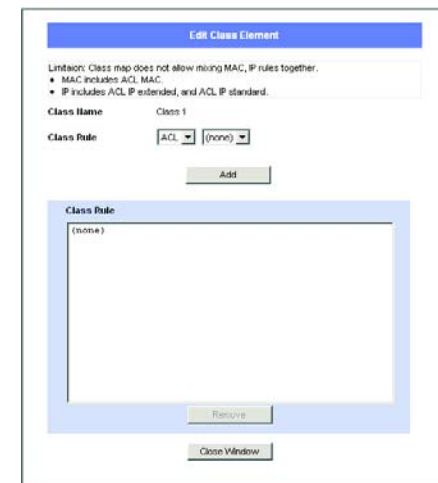 Edit Class Element
Limitaion: Class map does not allow mixing MAC, IP rules together.
• MAC includes ACL MAC.
• IP includes ACL IP extended, and ACL IP standard.
Class Name Class 1
Class Rule ACL (none)
Add
Class Rule
(none)
Remove
Close Window